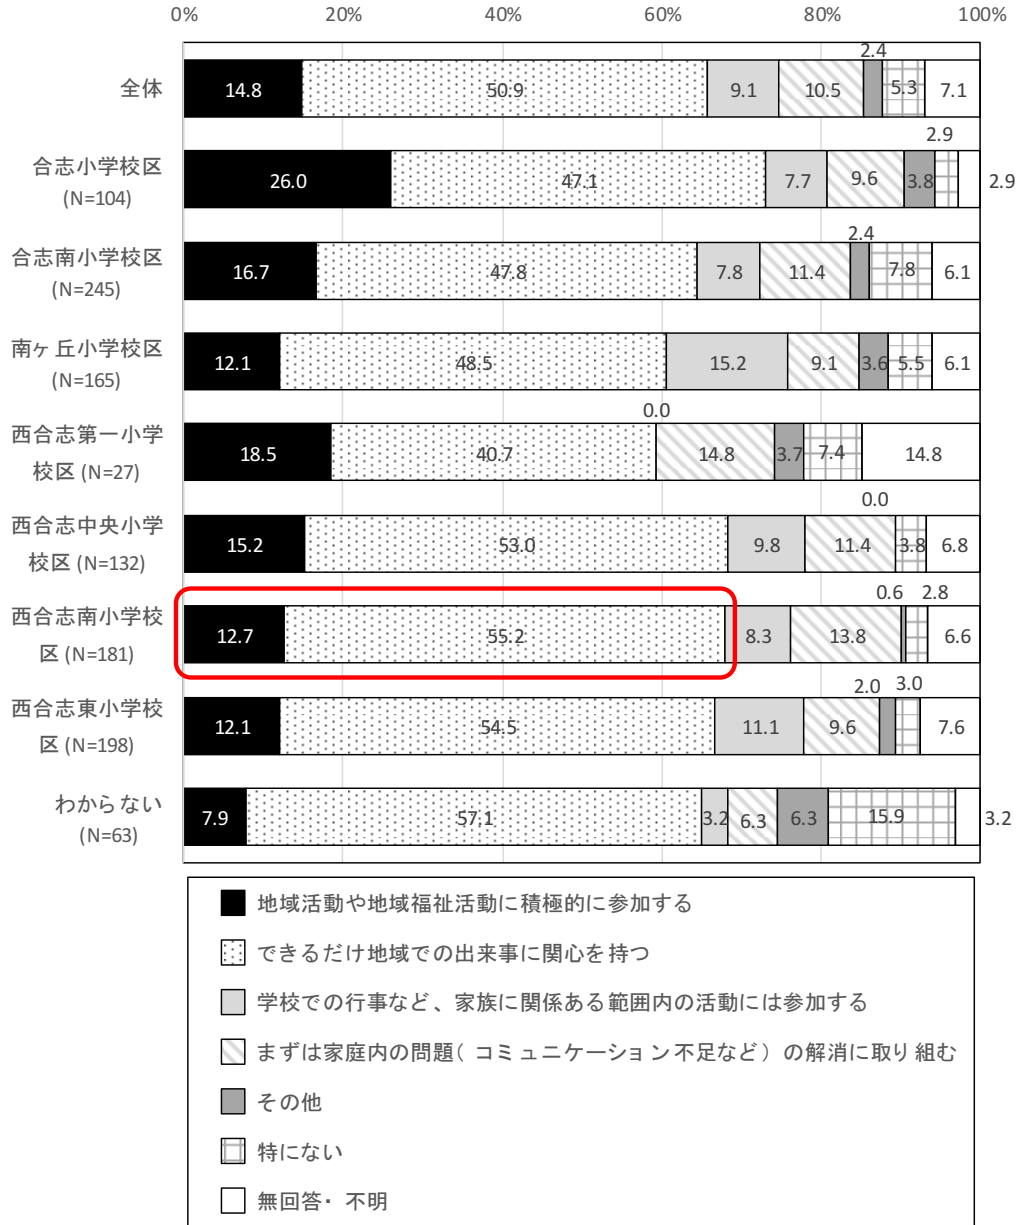 0% 20% 40% 60% 80% 100%
2.4
全体 14.8 50.9 9.1 10.5 5.3 7.1
2.9
合志小学校区
(N=104)
26.0 47.1 7.7 9.6 3.8 2.9
2.4
合志南小学校区
(N=245)
16.7 47.8 7.8 11.4 7.8 6.1
南ヶ丘小学校区
(N=165)
12.1 48.5 15.2 9.1 3.6 5.5 6.1
0.0
西合志第一小学
校区 (N=27)
18.5 40.7 14.8 3.7 7.4 14.8
0.0
西合志中央小学
校区 (N=132)
15.2 53.0 9.8 11.4 3.8 6.8
0.6 2.8
西合志南小学校
区 (N=181)
12.7 55.2 8.3 13.8 6.6
2.0 3.0
西合志東小学校
区 (N=198)
12.1 54.5 11.1 9.6 7.6
わからない
(N=63)
7.9 57.1 3.2 6.3 6.3 15.9 3.2
地域活動や地域福祉活動に積極的に参加する
できるだけ地域での出来事に関心を持つ
学校での行事など、家族に関係ある範囲内の活動には参加する
まずは家庭内の問題(コミュニケーション不足など)の解消に取り組む
その他
特にない
無回答・不明